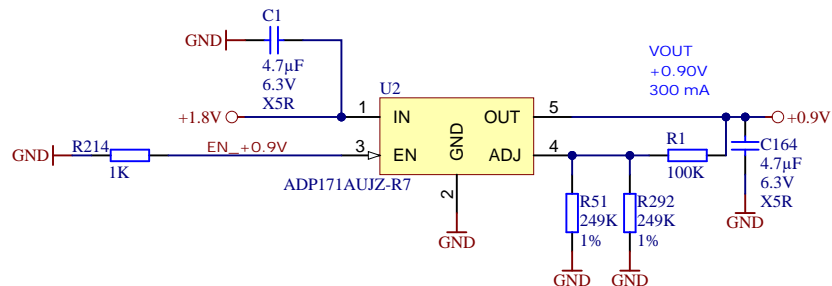 C1
GND
4.7µF
6.3V
X5R
VOUT
+0.90V
300 mA
U2
+1.8V
1
IN
OUT
5
+0.9V
GND
R214
1K
EN_+0.9V
3
EN
GND
ADJ
4
R1
100K
C164
4.7µF
6.3V
X5R
ADP171AUJZ-R7
2
GND
R51
249K
1%
R292
249K
1%
GND
GND
GND